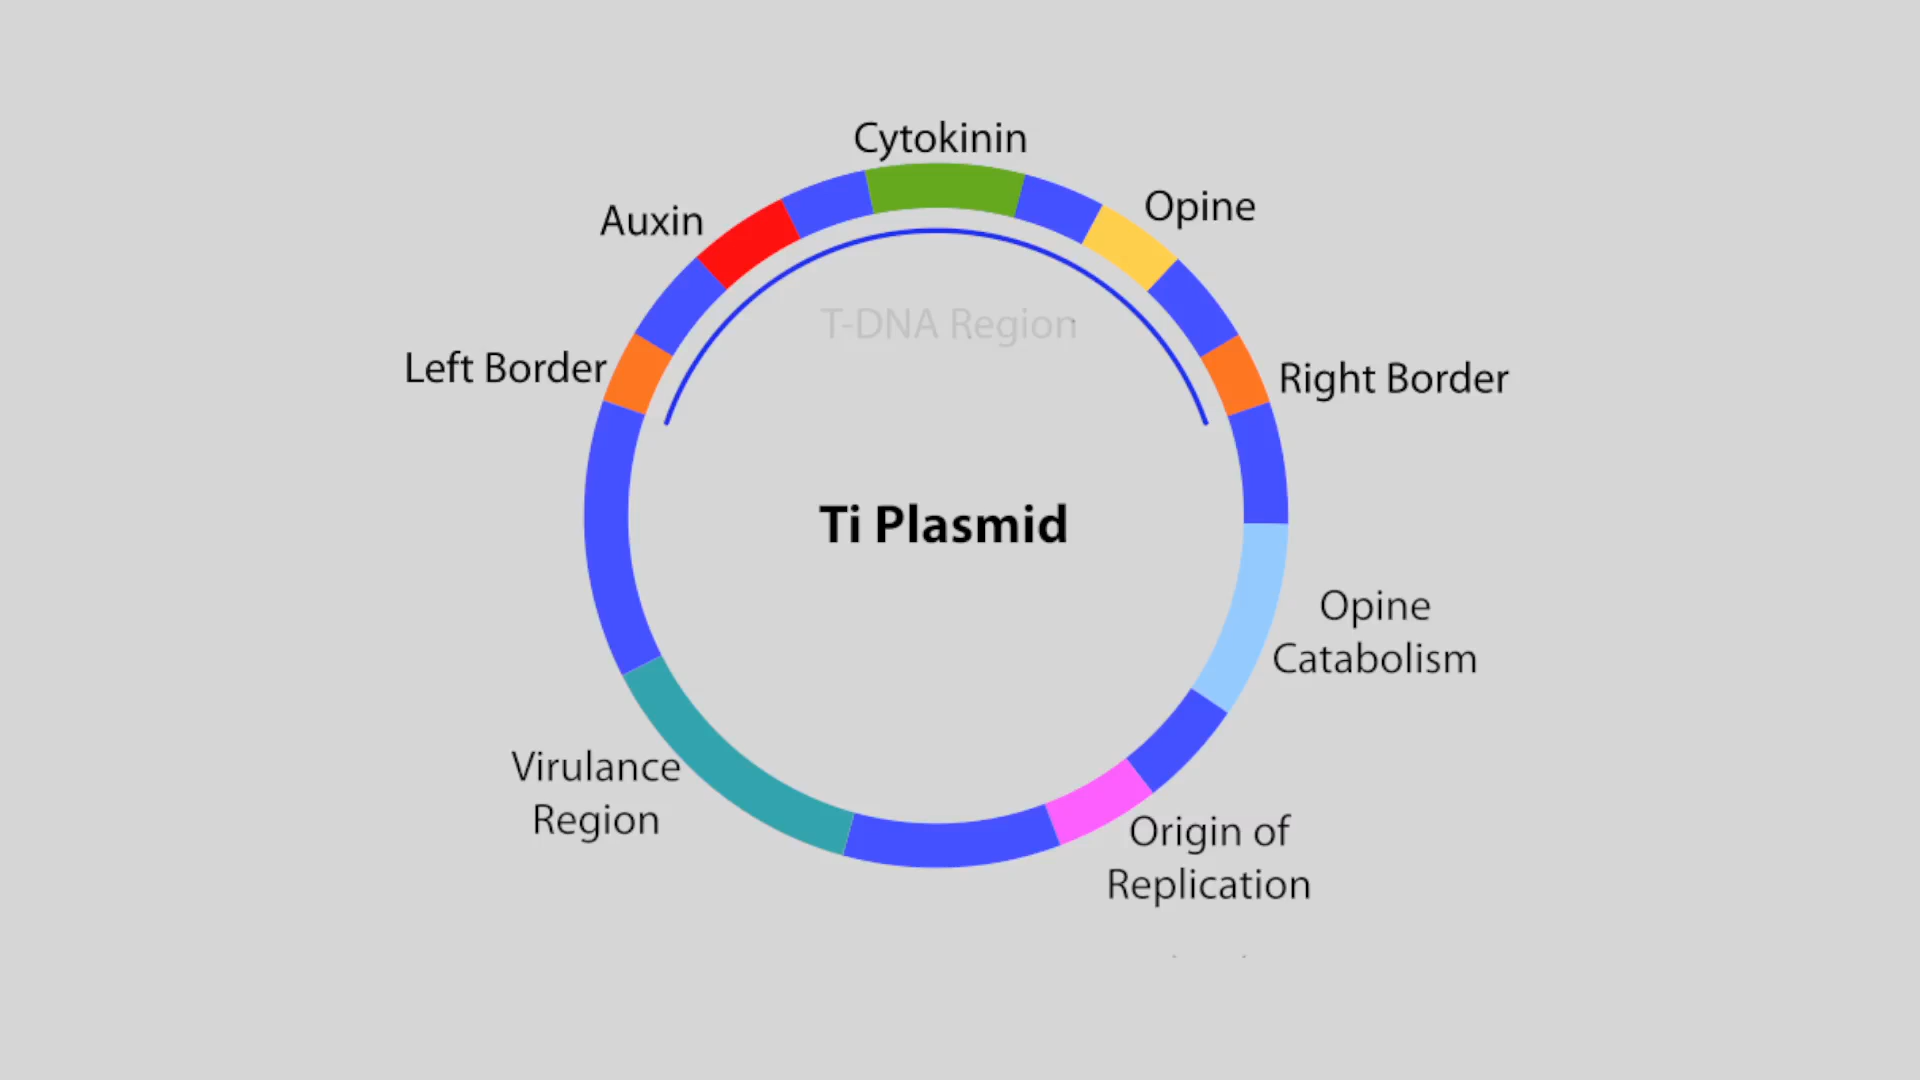 Cytokinin
Auxin
Opine
T-DNA Region
Left Border
Right Border
Ti Plasmid
Opine
Catabolism
Virulance
Region
Origin of
Replication